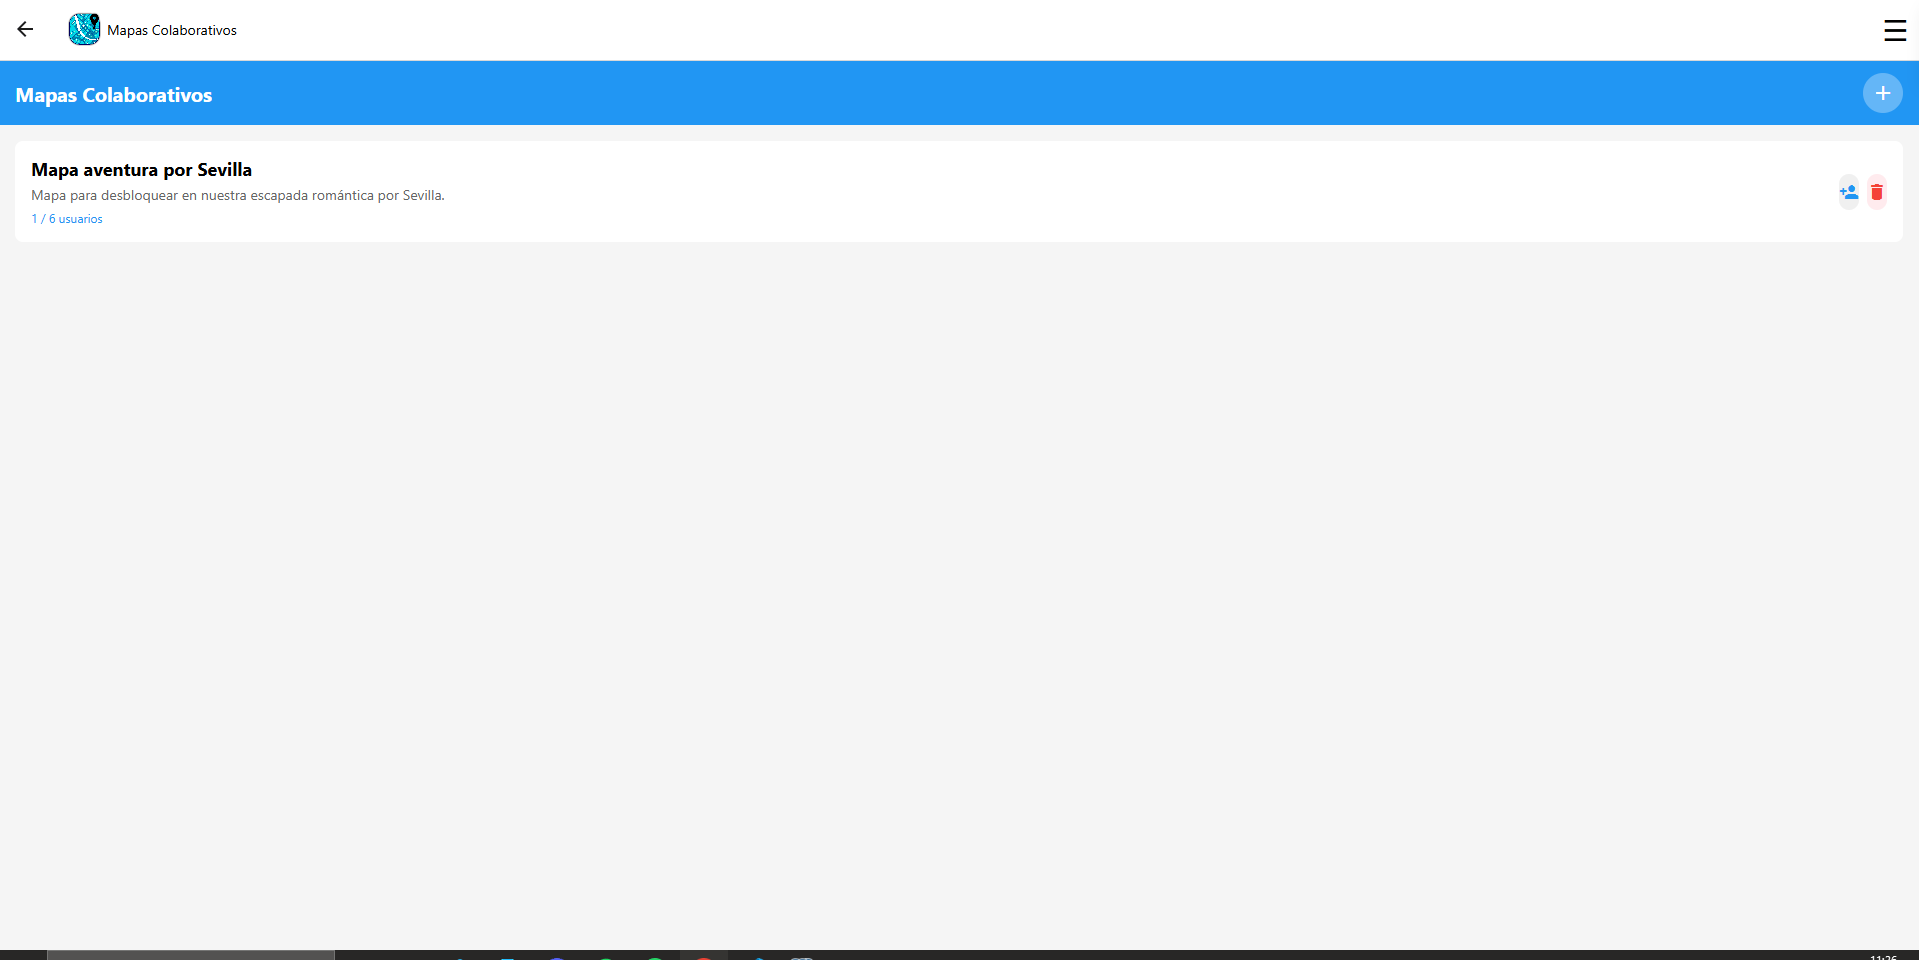 Mapas Colaborativos
Mapas Colaborativos
Mapa aventura por Sevilla
Mapa para desbloquear en nuestra escapada romántica por Sevilla.
1 / 6 usuarios